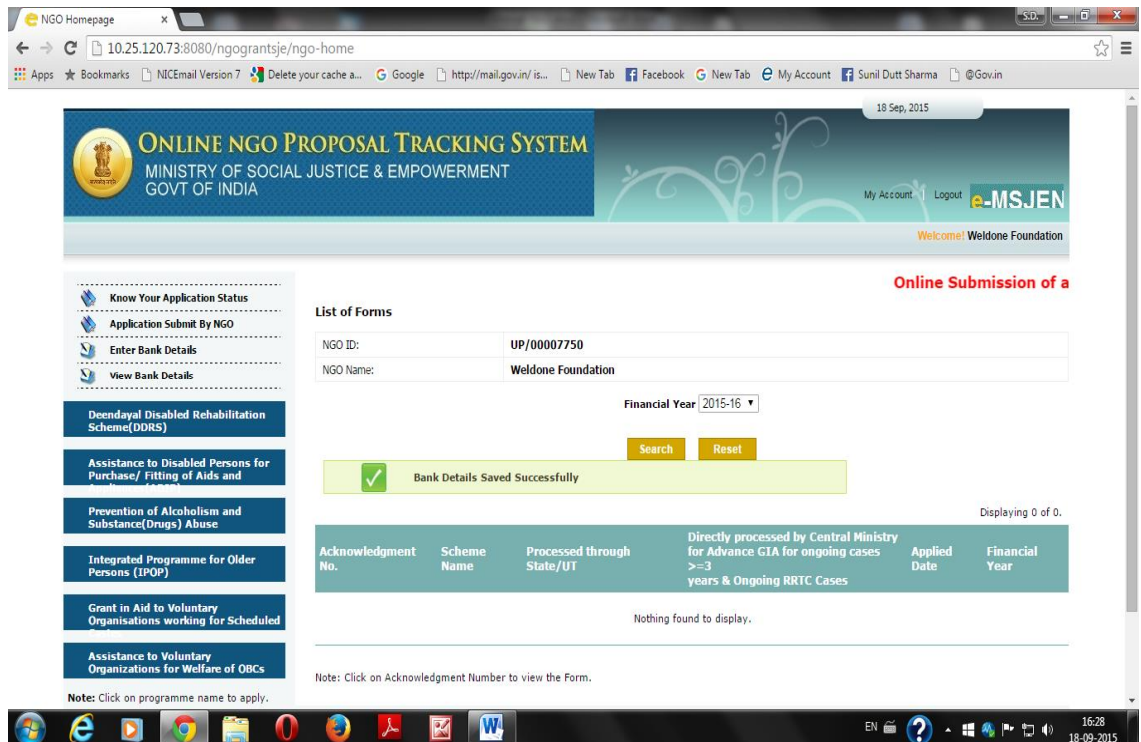 NGO Homepage
S.D.
10.25.120.73:8080/ngograntsje/ngo-home
Apps Bookmarks NICEmail Version 7 Delete your cache a... Google http://mail.gov.in/ is... New Tab Facebook New Tab My Account Sunil Dutt Sharma @Gov.in
18 Sep, 2015
ONLINE NGO PROPOSAL TRACKING SYSTEM
MINISTRY OF SOCIAL JUSTICE & EMPOWERMENT
GOVT OF INDIA
My Account | Logout e-MSJEN
Welcome! Weldone Foundation
Online Submission of a
Know Your Application Status
Application Submit By NGO
Enter Bank Details
View Bank Details
Deendayal Disabled Rehabilitation
Scheme(DDRS)
Assistance to Disabled Persons for
Purchase/ Fitting of Aids and
Prevention of Alcoholism and
Substance(Drugs) Abuse
Integrated Programme for Older
Persons (IPOP)
Grant in Aid to Voluntary
Organisations working for Scheduled
Assistance to Voluntary
Organizations for Welfare of OBCs
Note: Click on programme name to apply.
List of Forms
NGO ID: UP/00007750
NGO Name: Weldone Foundation
Financial Year 2015-16
Search Reset
Bank Details Saved Successfully
Displaying 0 of 0.
Acknowledgment
No.
Scheme
Name
Processed through
State/UT
Directly processed by Central Ministry
for Advance GIA for ongoing cases
>=3
years & Ongoing RRTC Cases
Applied
Date
Financial
Year
Nothing found to display.
Note: Click on Acknowledgment Number to view the Form.
EN
16:28
18-09-2015